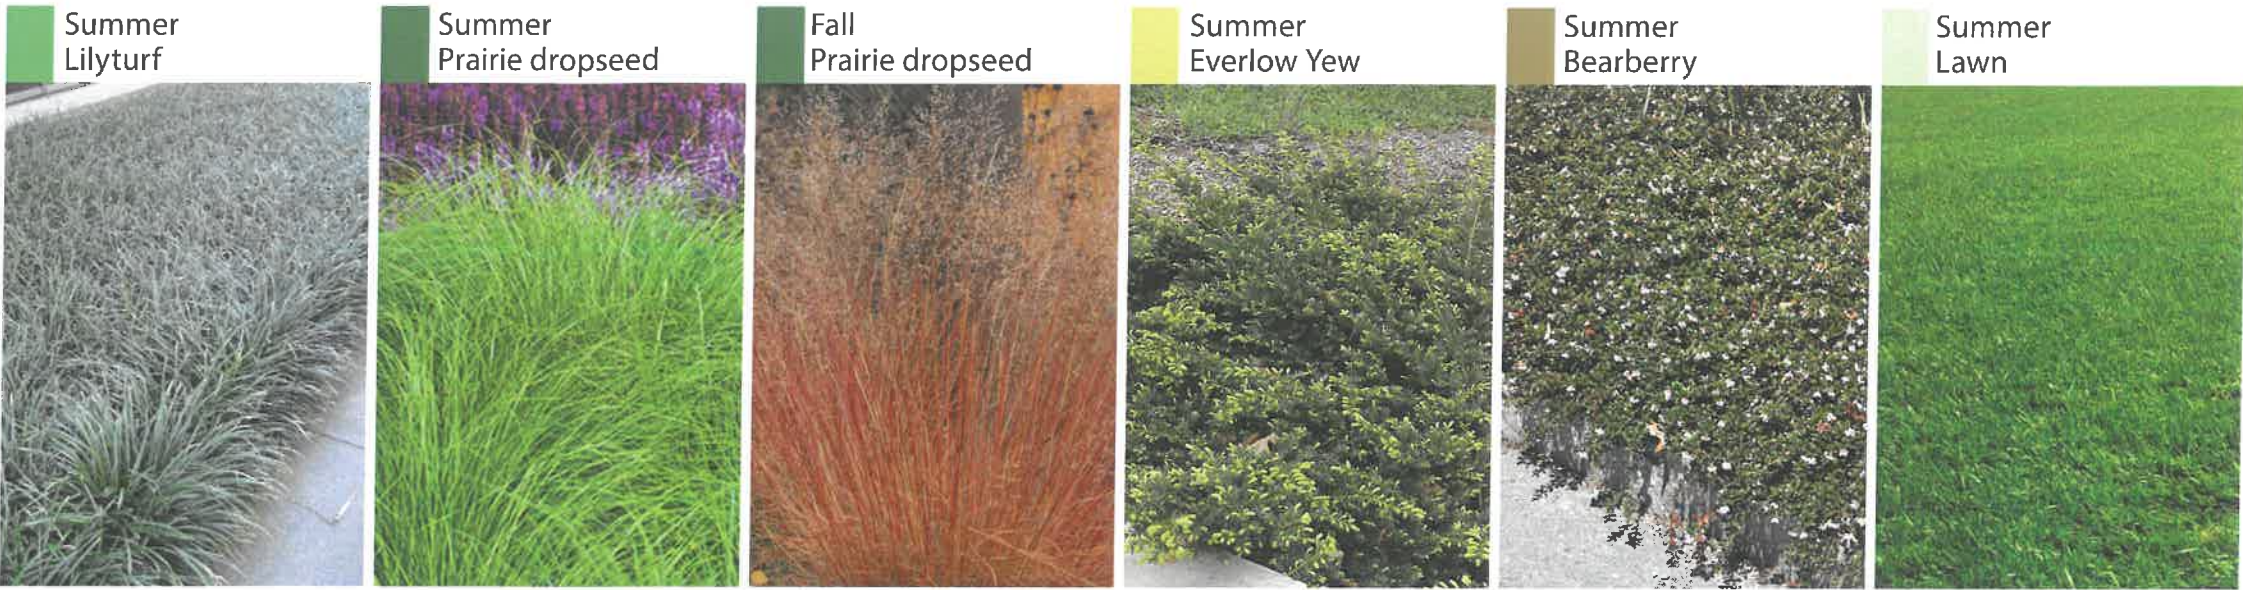 Summer
Lilyturf
Summer
Prairie dropseed
Fall
Prairie dropseed
Summer
Everlow Yew
Summer
Bearberry
Summer
Lawn